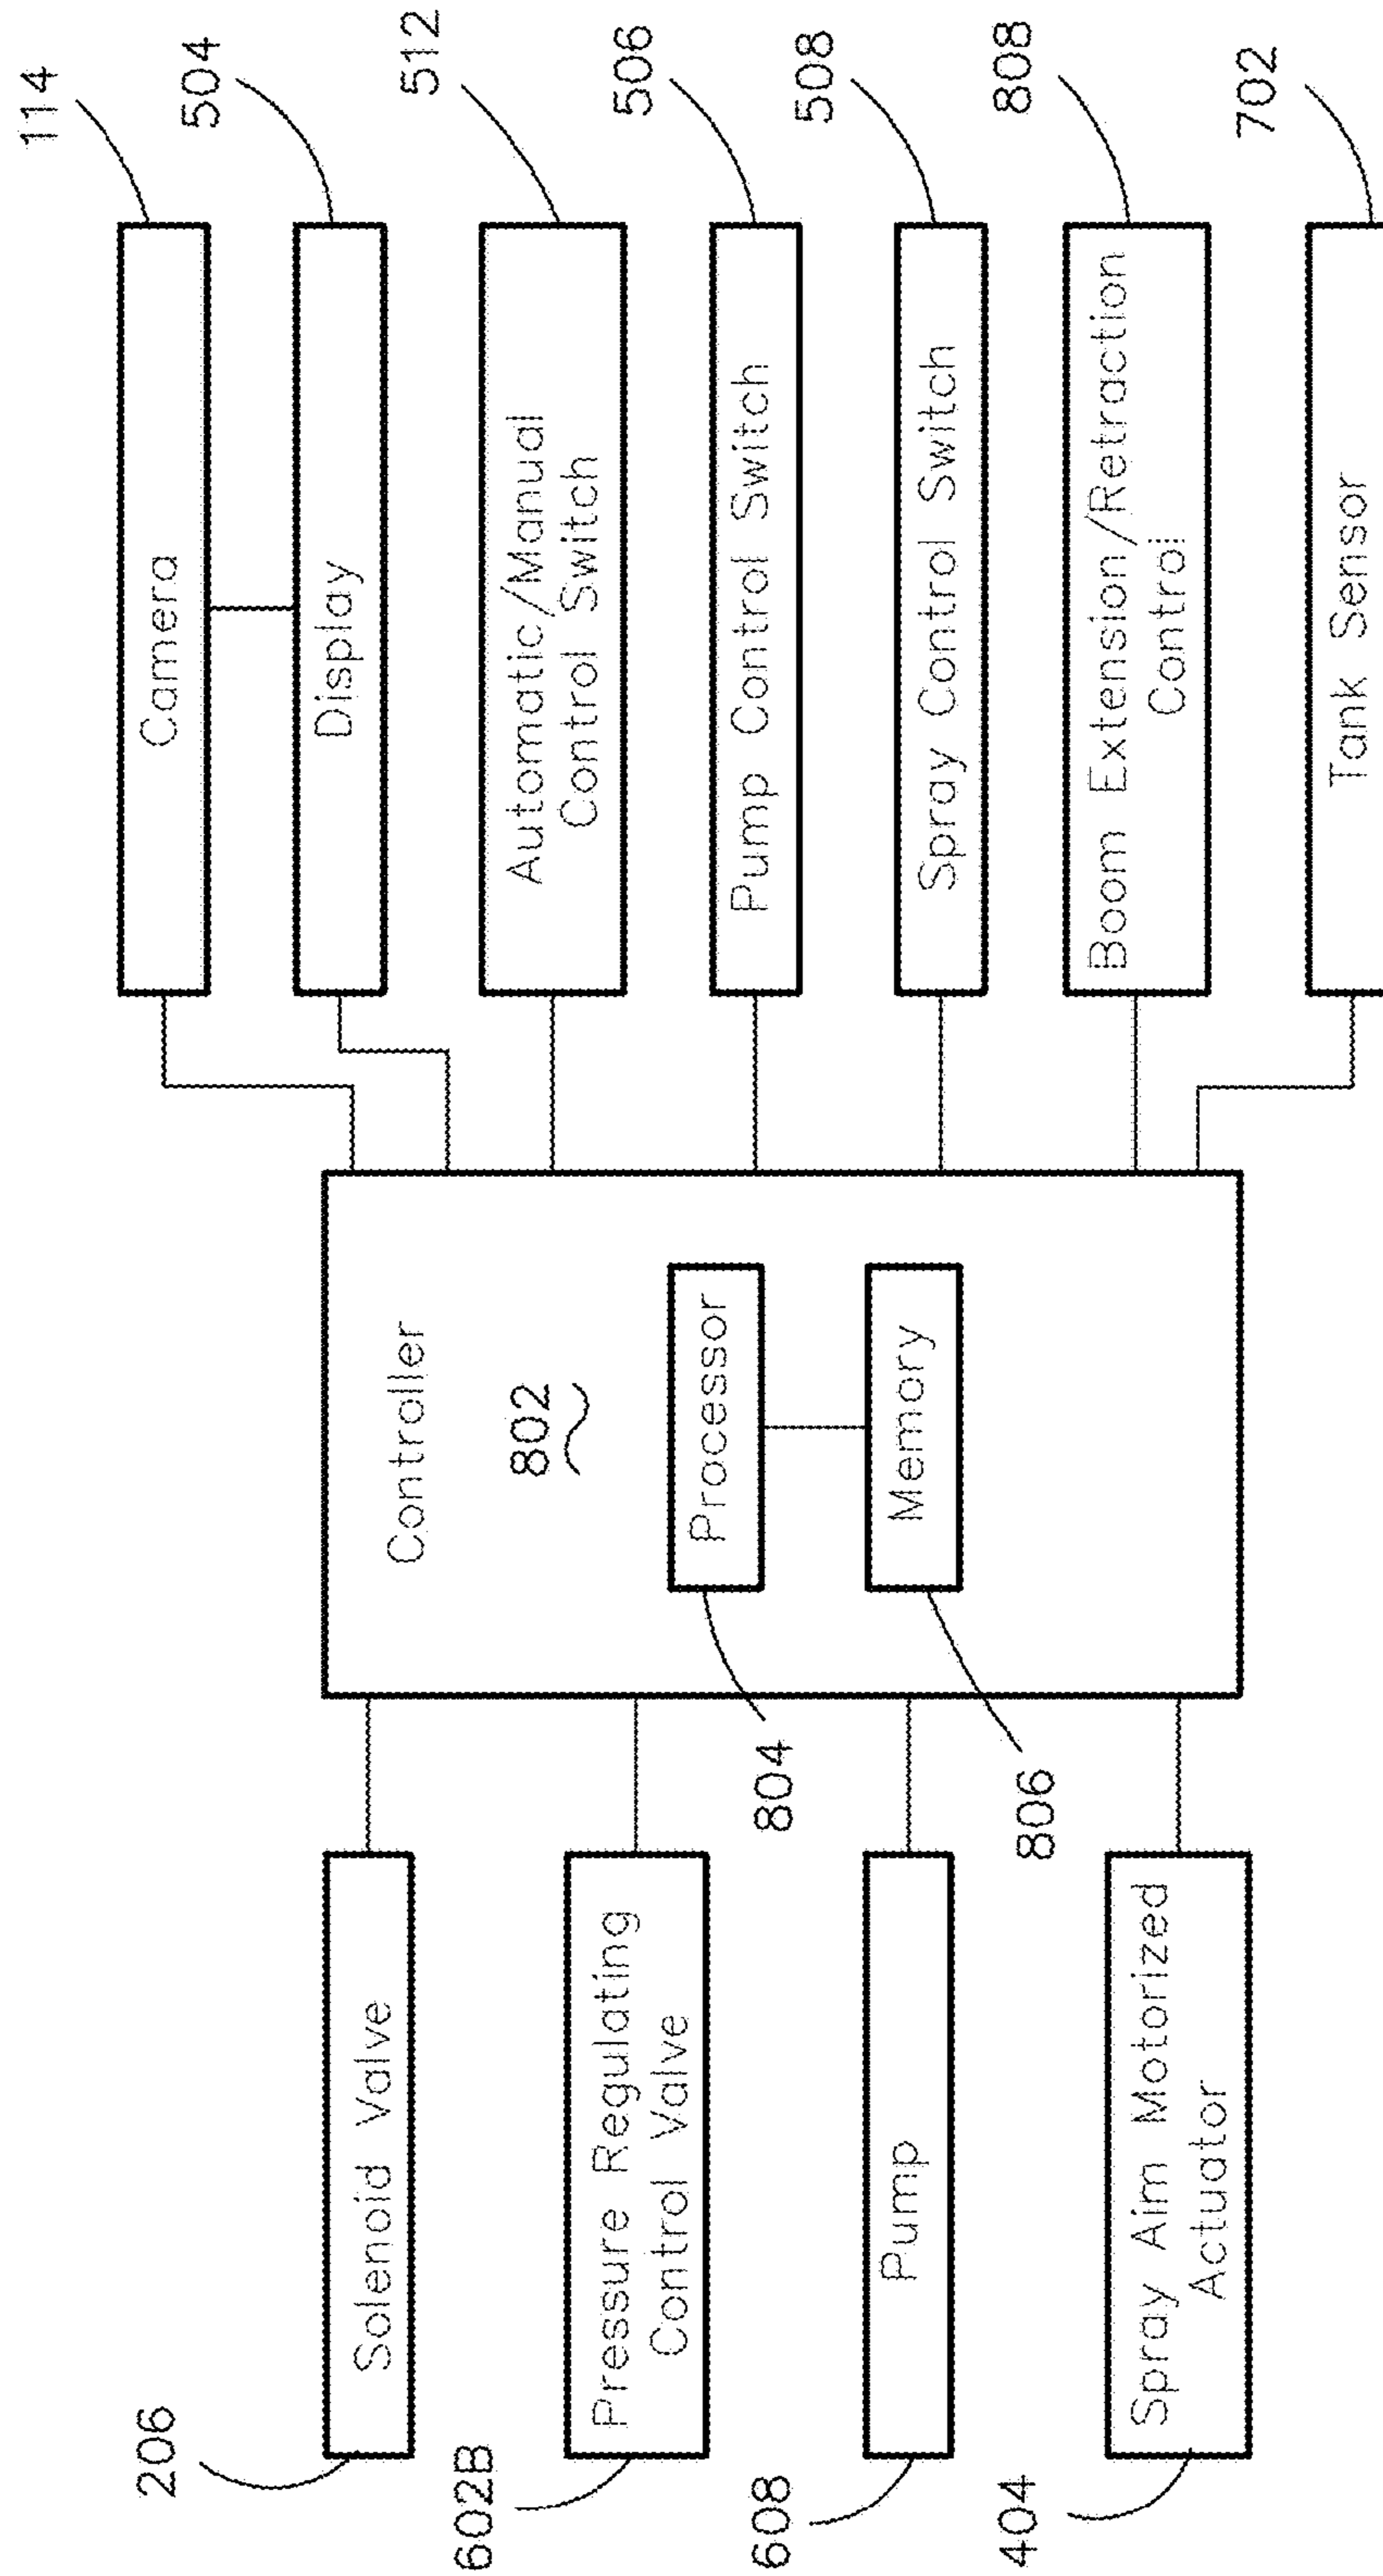 206
Solenoid Valve
602B
Pressure Regulating
Control Valve
608
Pump
404
Spray Aim Motorized
Actuator
Controller
802
Processor
804
Memory
806
114
Camera
504
Display
512
Automatic/Manual
Control Switch
506
Pump Control Switch
508
Spray Control Switch
808
Boom Extension/Retraction
Control
702
Tank Sensor